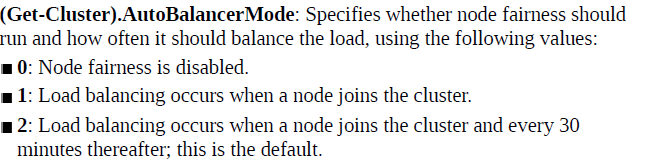 (Get-Cluster).AutoBalancerMode: Specifies whether node fairness should
run and how often it should balance the load, using the following values:
■ 0: Node fairness is disabled.
■ 1: Load balancing occurs when a node joins the cluster.
■ 2: Load balancing occurs when a node joins the cluster and every 30
minutes thereafter; this is the default.